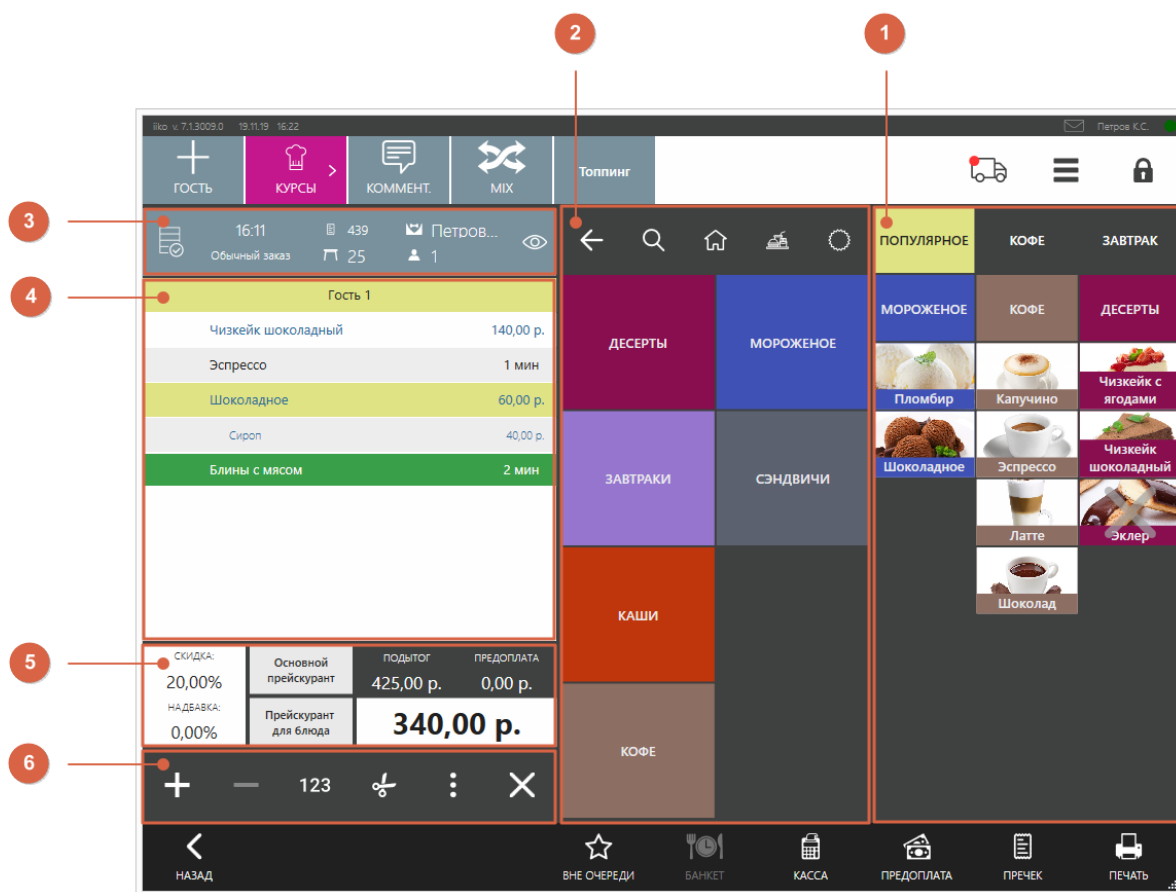 2
1
iiko v. 7.1.3009.0 19.11.19 16:22
Петров К.С.
ГОСТЬ
КУРСЫ
КОММЕНТ.
MIX
Топпинг
3
16:11
439
Петров...
Обычный заказ
25
1
4
Гость 1
Чизкейк шоколадный 140,00 р.
Эспрессо 1 мин
Шоколадное 60,00 р.
Сироп 40,00 р.
Блины с мясом 2 мин
5
СКИДКА:
20,00%
НАДБАВКА:
0,00%
Основной
прейскурант
Прейскурант
для блюда
ПОДЫТОГ
425,00 р.
ПРЕДОПЛАТА
0,00 р.
340,00 р.
6
123
ДЕСЕРТЫ
МОРОЖЕНОЕ
ЗАВТРАКИ
СЭНДВИЧИ
КАШИ
КОФЕ
ПОПУЛЯРНОЕ
КОФЕ
ЗАВТРАК
МОРОЖЕНОЕ
КОФЕ
ДЕСЕРТЫ
Пломбир
Капучино
Чизкейк с
ягодами
Шоколадное
Эспрессо
Чизкейк
шоколадный
Латте
Эклер
Шоколад
НАЗАД
ВНЕ ОЧЕРЕДИ
БАНКЕТ
КАССА
ПРЕДОПЛАТА
ПРЕЧЕК
ПЕЧАТЬ